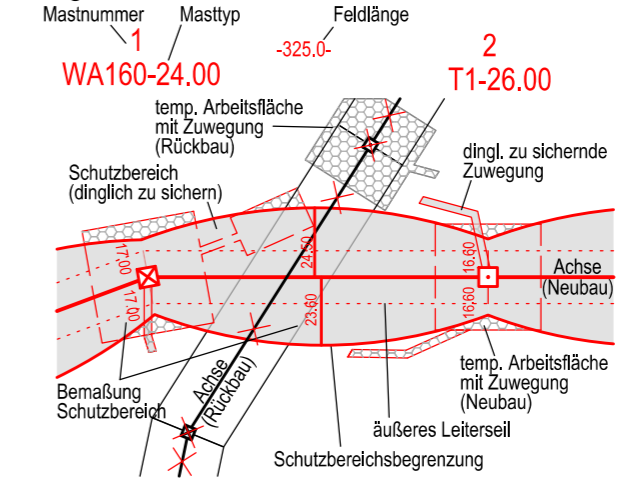 Mastnummer
Masttyp
Feldlänge
1
-325.0-
2
WA160-24.00
T1-26.00
temp. Arbeitsfläche
mit Zuwegung
(Rückbau)
dingl. zu sichernde
Zuwegung
Schutzbereich
(dinglich zu sichern)
17.00
24.50
16.60
Achse
(Neubau)
17.00
23.60
16.60
Bemaßung
Schutzbereich
Achse
(Rückbau)
temp. Arbeitsfläche
mit Zuwegung
(Neubau)
äußeres Leiterseil
Schutzbereichsbegrenzung